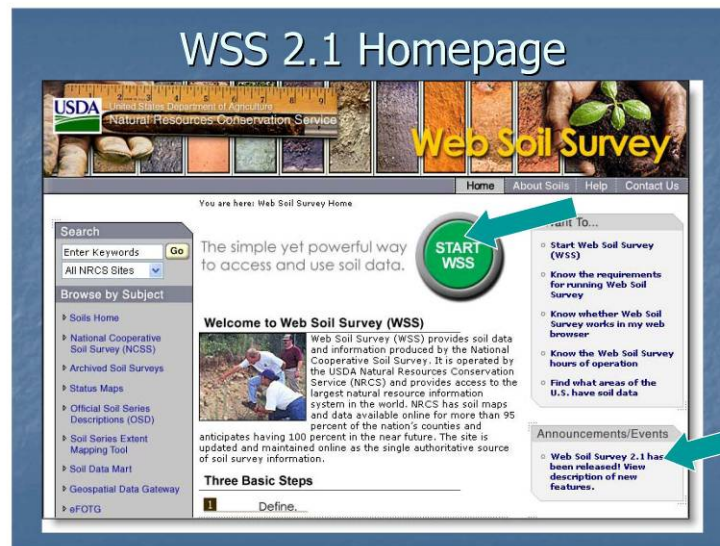 WSS 2.1 Homepage
USDA
United States Department of Agriculture
Natural Resources Conservation Service
Web Soil Survey
Home
About Soils
Help
Contact Us
You are here: Web Soil Survey Home
Search
Enter Keywords
Go
All NRCS Sites
Browse by Subject
Soils Home
National Cooperative
Soil Survey (NCSS)
Archived Soil Surveys
Status Maps
Official Soil Series
Descriptions (OSD)
Soil Series Extent
Mapping Tool
Soil Data Mart
Geospatial Data Gateway
eFOTG
The simple yet powerful way
to access and use soil data.
START
WSS
Welcome to Web Soil Survey (WSS)
Web Soil Survey (WSS) provides soil data
and information produced by the National
Cooperative Soil Survey. It is operated by
the USDA Natural Resources Conservation
Service (NRCS) and provides access to the
largest natural resource information
system in the world. NRCS has soil maps
and data available online for more than 95
percent of the nation's counties and
anticipates having 100 percent in the near future. The site is
updated and maintained online as the single authoritative source
of soil survey information.
Three Basic Steps
1
Define.
To...
Start Web Soil Survey
(WSS)
Know the requirements
for running Web Soil
Survey
Know whether Web Soil
Survey works in my web
browser
Know the Web Soil Survey
hours of operation
Find what areas of the
U.S. have soil data
Announcements/Events
Web Soil Survey 2.1 has
been released! View
description of new
features.